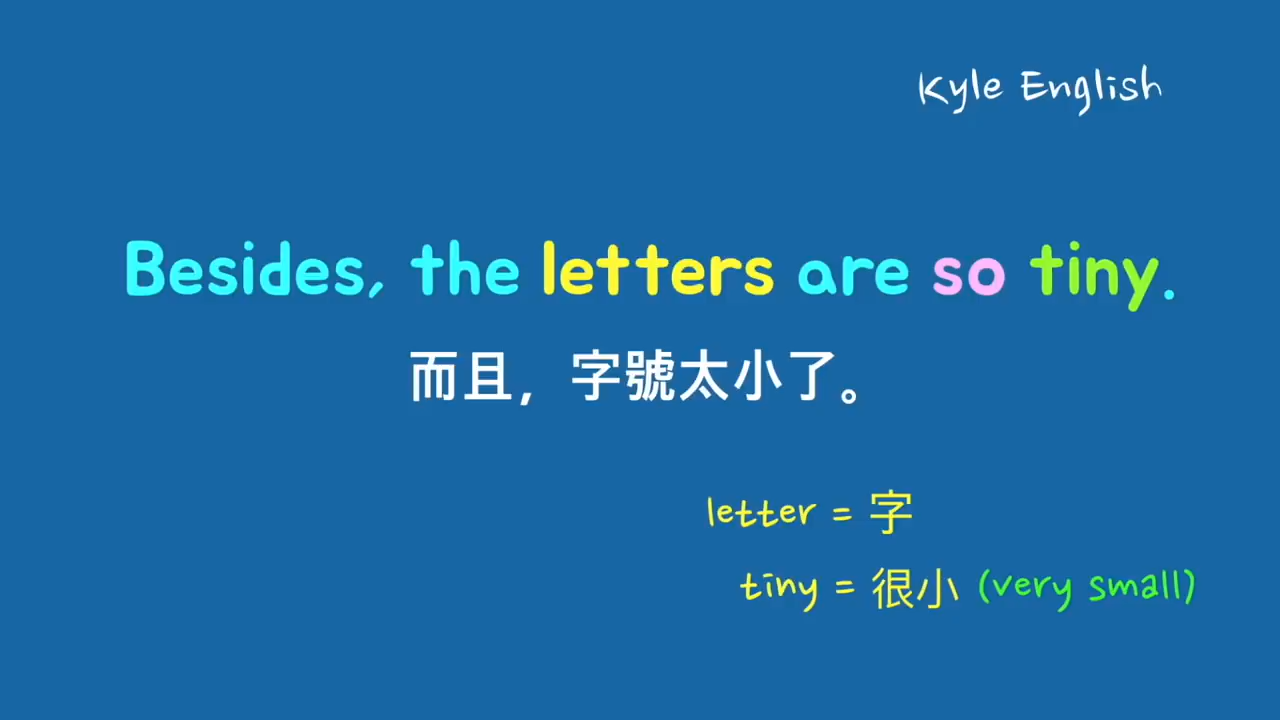 Kyle English
Besides, the letters are so tiny.
而且，字號太小了。
letter = 字
tiny = 很小 (very small)